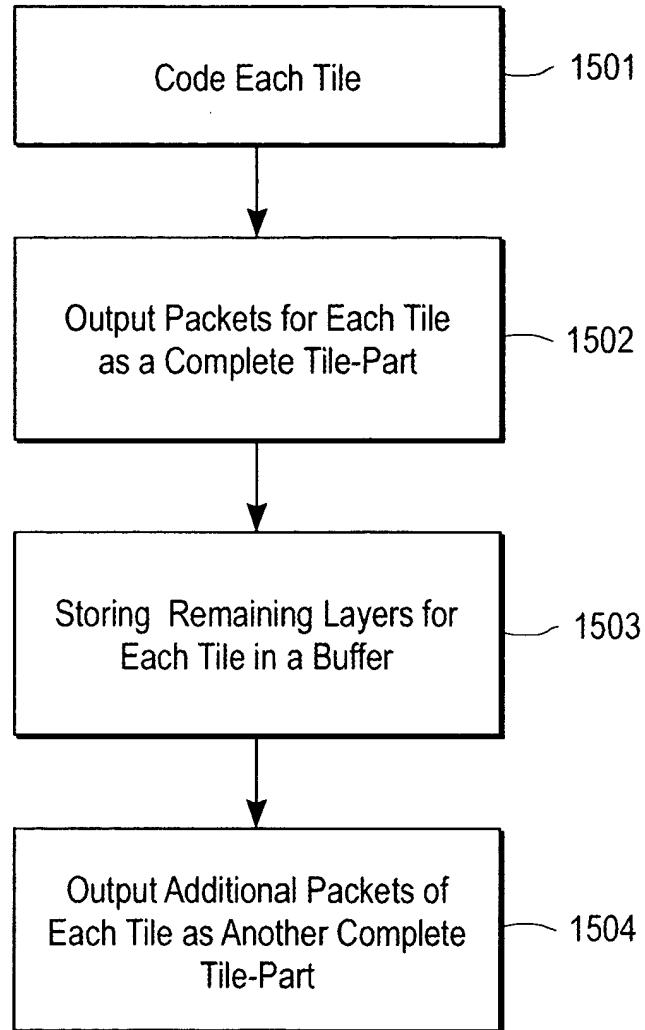 Code Each Tile
1501
Output Packets for Each Tile
as a Complete Tile-Part
1502
Storing Remaining Layers for
Each Tile in a Buffer
1503
Output Additional Packets of
Each Tile as Another Complete
Tile-Part
1504